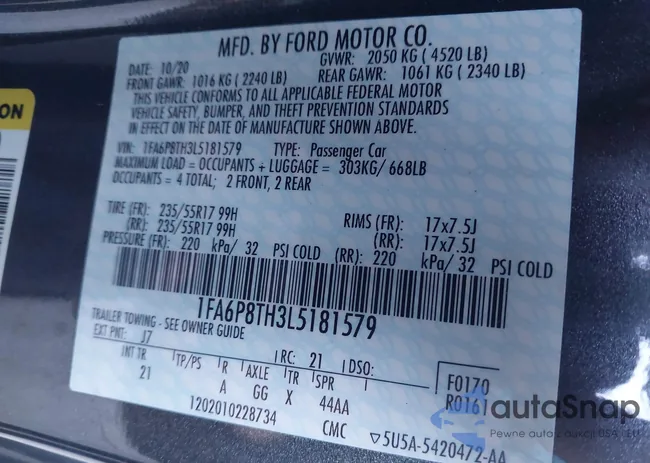 MFD. BY FORD MOTOR CO.
DATE: 10/20 GVWR: 2050 KG ( 4520 LB)
FRONT GAWR: 1016 KG ( 2240 LB) REAR GAWR: 1061 KG ( 2340 LB)
THIS VEHICLE CONFORMS TO ALL APPLICABLE FEDERAL MOTOR
VEHICLE SAFETY, BUMPER, AND THEFT PREVENTION STANDARDS
IN EFFECT ON THE DATE OF MANUFACTURE SHOWN ABOVE.
VIN: 1FA6P8TH3L5181579 TYPE: Passenger Car
MAXIMUM LOAD = OCCUPANTS + LUGGAGE = 303KG/ 668LB
OCCUPANTS = 4 TOTAL; 2 FRONT, 2 REAR
TIRE (FR): 235/55R17 99H RIMS (FR): 17x7.5J
(RR): 235/55R17 99H (RR): 17x7.5J
PRESSURE (FR): 220 kPa/ 32 PSI COLD (RR): 220 kPa/ 32 PSI COLD
1FA6P8TH3L5181579
TRAILER TOWING - SEE OWNER GUIDE
EXT PNT: J7 RC: 21 DSO:
INT TR TP/PS R AXLE TR SPR F0170
21 A GG X 44AA R0161
1202010228734 CMC 5U5A-5420472-AA
ON
autaSnap
Pewne auto z aukcji USA